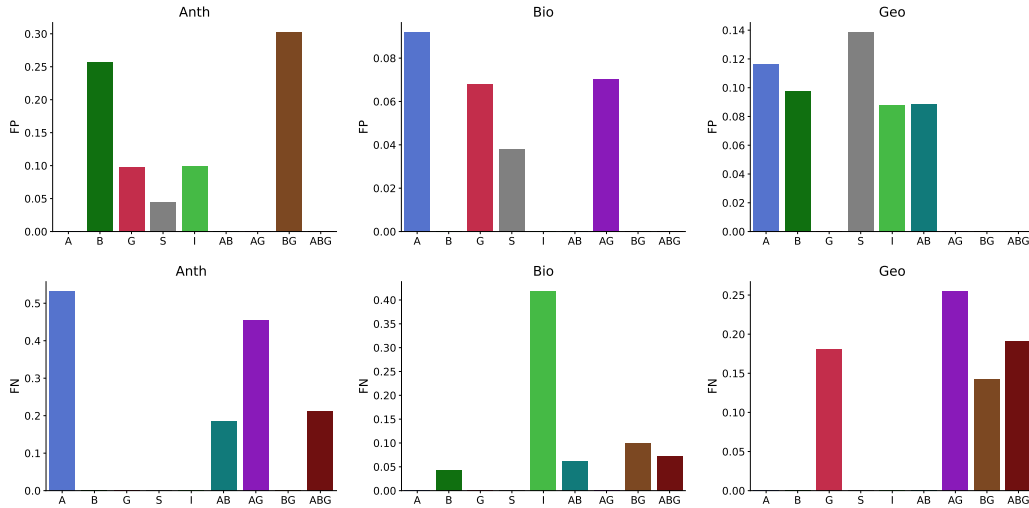 Anth
FP
0.30
0.25
0.20
0.15
0.10
0.05
0.00
A B G S I AB AG BG ABG
Bio
FP
0.08
0.06
0.04
0.02
0.00
A B G S I AB AG BG ABG
Geo
FP
0.14
0.12
0.10
0.08
0.06
0.04
0.02
0.00
A B G S I AB AG BG ABG
Anth
FN
0.5
0.4
0.3
0.2
0.1
0.0
A B G S I AB AG BG ABG
Bio
FN
0.40
0.35
0.30
0.25
0.20
0.15
0.10
0.05
0.00
A B G S I AB AG BG ABG
Geo
FN
0.25
0.20
0.15
0.10
0.05
0.00
A B G S I AB AG BG ABG